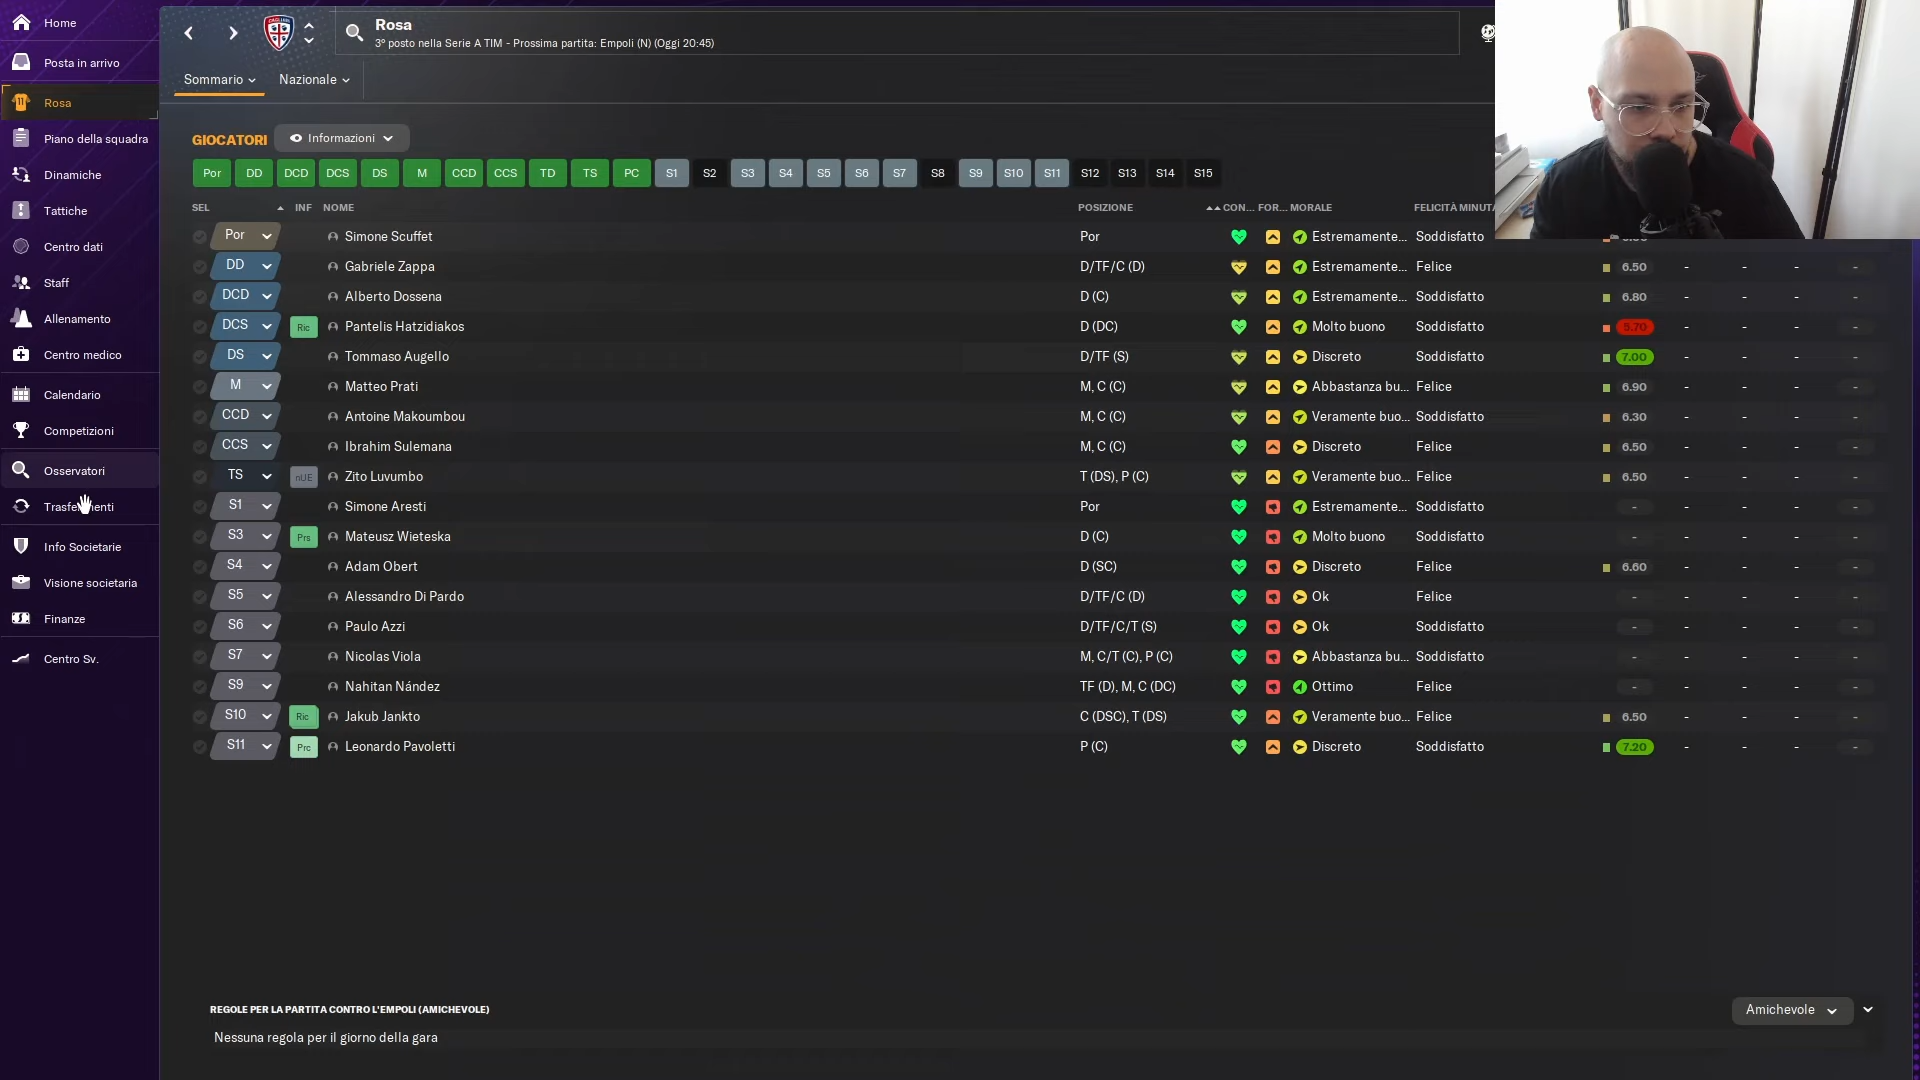 Home
Posta in arrivo
Rosa
Piano della squadra
Dinamiche
Tattiche
Centro dati
Staff
Allenamento
Centro medico
Calendario
Competizioni
Osservatori
Trasferimenti
Info Societarie
Visione societaria
Finanze
Centro Sv.
Rosa
3° posto nella Serie A TIM - Prossima partita: Empoli (N) (Oggi 20:45)
Sommario Nazionale
GIOCATORI Informazioni
Por DD DCD DCS DS M CCD CCS TD TS PC S1 S2 S3 S4 S5 S6 S7 S8 S9 S10 S11 S12 S13 S14 S15
SEL INF NOME POSIZIONE CON... FOR... MORALE FELICITÀ
Por Simone Scuffet Por Estremamente... Soddisfatto
DD Gabriele Zappa D/TF/C (D) Estremamente... Felice 6.50 - - - -
DCD Alberto Dossena D (C) Estremamente... Soddisfatto 6.80 - - - -
DCS Ric Pantelis Hatzidiakos D (DC) Molto buono Soddisfatto 5.70 - - - -
DS Tommaso Augello D/TF (S) Discreto Soddisfatto 7.00 - - - -
M Matteo Prati M, C (C) Abbastanza bu... Felice 6.90 - - - -
CCD Antoine Makoumbou M, C (C) Veramente buo... Soddisfatto 6.30 - - - -
CCS Ibrahim Sulemana M, C (C) Discreto Felice 6.50 - - - -
TS nUE Zito Luvumbo T (DS), P (C) Veramente buo... Felice 6.50 - - - -
S1 Simone Aresti Por Estremamente... Soddisfatto - - - - -
S3 Prs Mateusz Wieteska D (C) Molto buono Soddisfatto - - - - -
S4 Adam Obert D (SC) Discreto Felice 6.60 - - - -
S5 Alessandro Di Pardo D/TF/C (D) Ok Felice - - - - -
S6 Paulo Azzi D/TF/C/T (S) Ok Soddisfatto - - - - -
S7 Nicolas Viola M, C/T (C), P (C) Abbastanza bu... Soddisfatto - - - - -
S9 Nahitan Nández TF (D), M, C (DC) Ottimo Felice - - - - -
S10 Ric Jakub Jankto C (DSC), T (DS) Veramente buo... Felice 6.50 - - - -
S11 Prc Leonardo Pavoletti P (C) Discreto Soddisfatto 7.20 - - - -
REGOLE PER LA PARTITA CONTRO L'EMPOLI (AMICHEVOLE) Amichevole
Nessuna regola per il giorno della gara